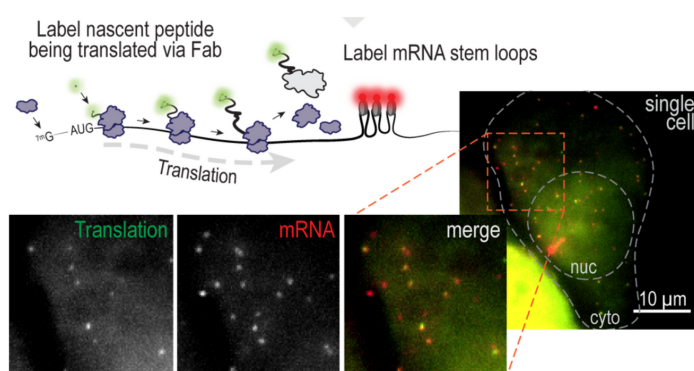 Label nascent peptide
being translated via Fab
Label mRNA stem loops
7mG
AUG
Translation
single
cell
nuc
cyto
10 µm
Translation
mRNA
merge